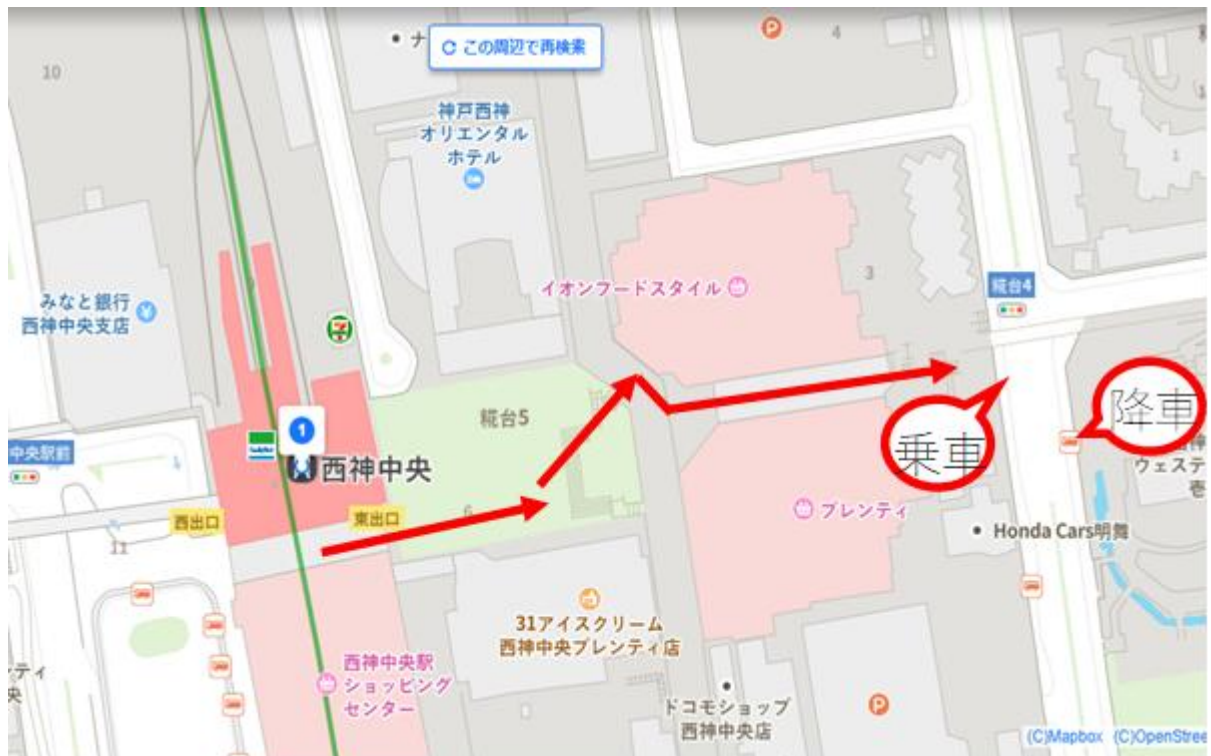 ナ
この周辺で再検索
P
4
10
神戸西神
オリエンタル
ホテル
1
イオンフードスタイル
3
糀台4
みなと銀行
西神中央支店
糀台5
降車
乗車
中央駅前
1
西神中央
ウェステ
壱
西出口
東出口
6
プレンティ
11
Honda Cars明舞
31アイスクリーム
西神中央プレンティ店
西神中央駅
ショッピング
センター
ティ
央
ドコモショップ
西神中央店
P
(C)Mapbox (C)OpenStree